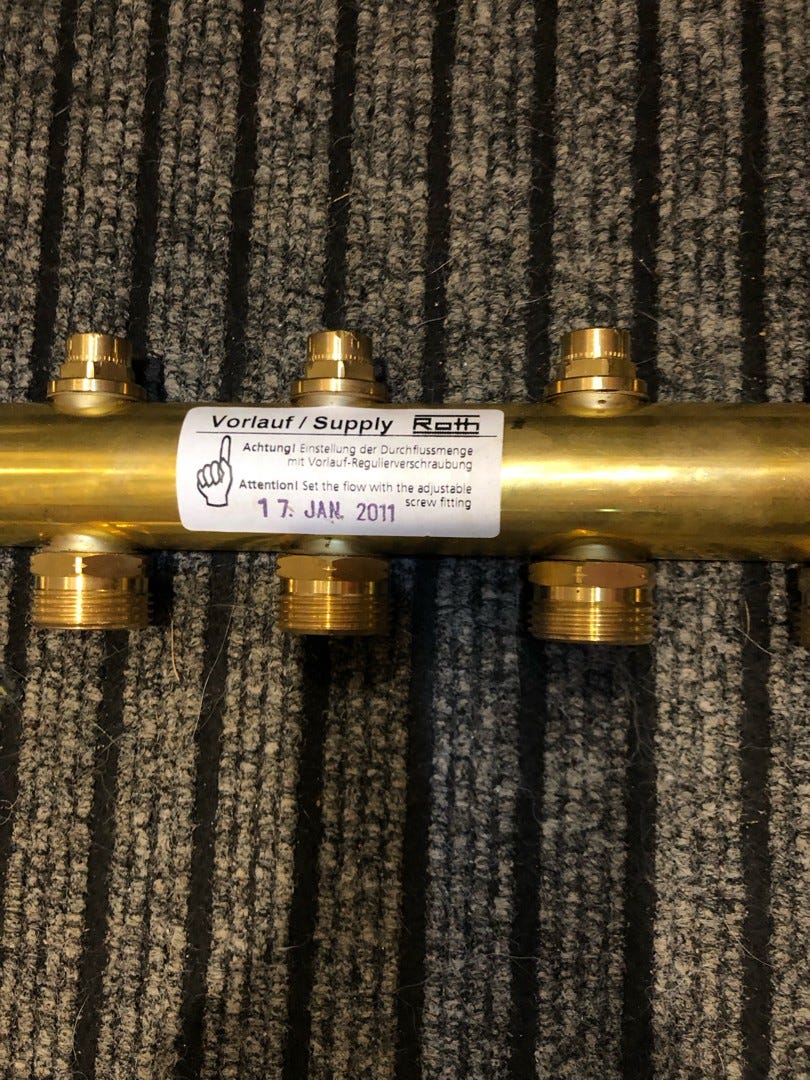 Vorlauf / Supply Roth
Achtung! Einstellung der Durchflussmenge
mit Vorlauf-Regulierverschraubung
Attention! Set the flow with the adjustable
screw fitting
17. JAN. 2011